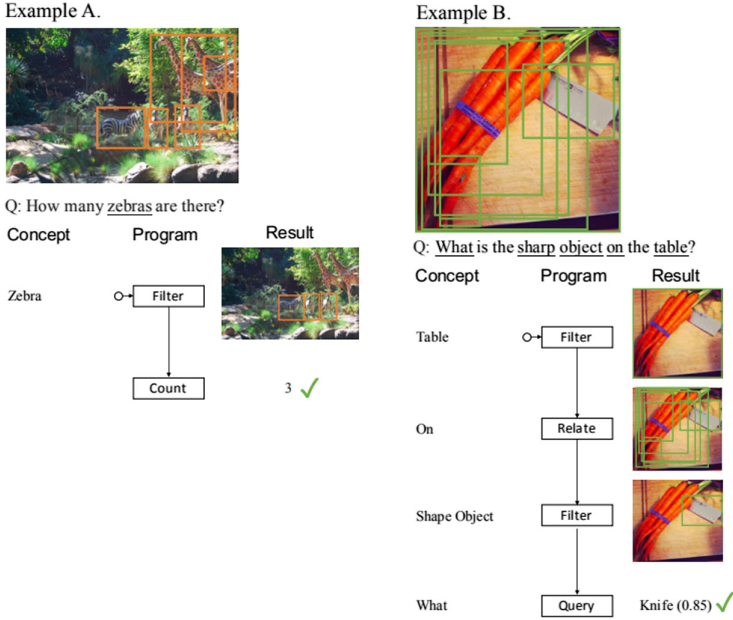 Example A.
Q: How many zebras are there?
Concept Program Result
Zebra Filter
Count 3
Example B.
Q: What is the sharp object on the table?
Concept Program Result
Table Filter
On Relate
Shape Object Filter
What Query Knife (0.85)